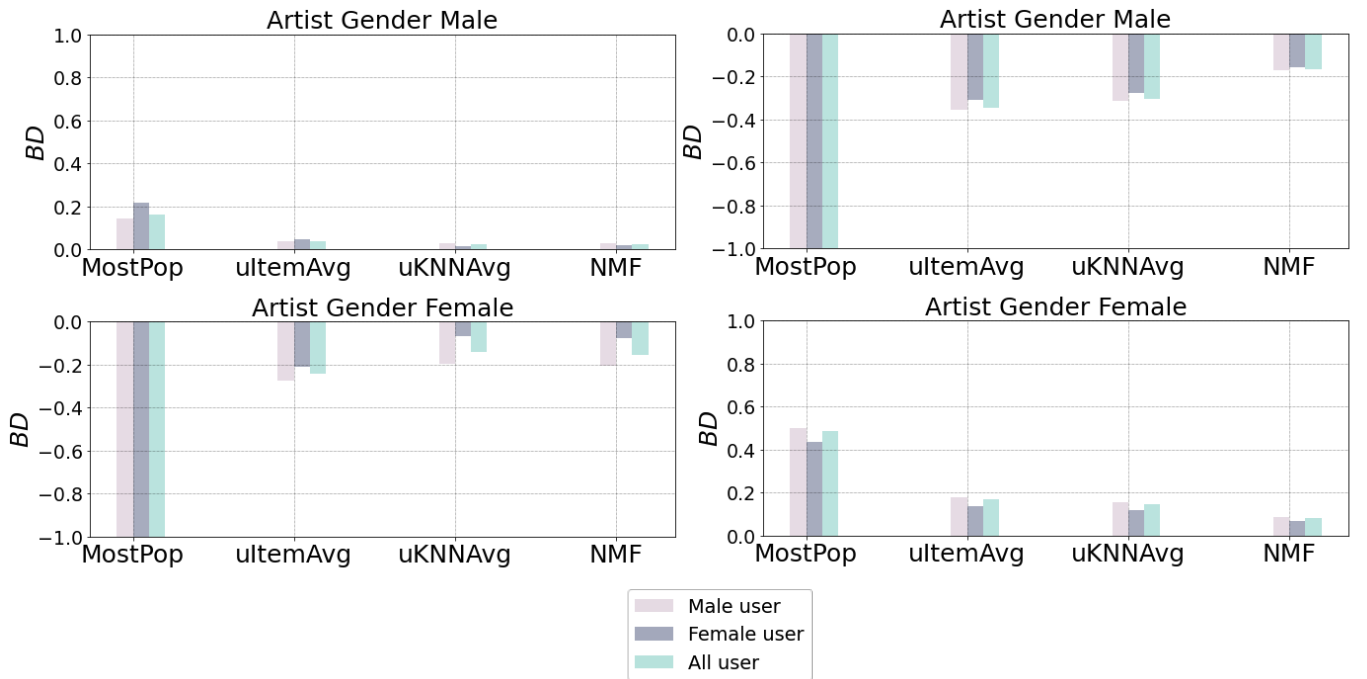 Artist Gender Male
1.0
0.8
0.6
0.4
0.2
0.0
BD
MostPop uItemAvg uKNNAvg NMF
Artist Gender Male
0.0
−0.2
−0.4
−0.6
−0.8
−1.0
BD
MostPop uItemAvg uKNNAvg NMF
Artist Gender Female
0.0
−0.2
−0.4
−0.6
−0.8
−1.0
BD
MostPop uItemAvg uKNNAvg NMF
Artist Gender Female
1.0
0.8
0.6
0.4
0.2
0.0
BD
MostPop uItemAvg uKNNAvg NMF
Male user
Female user
All user